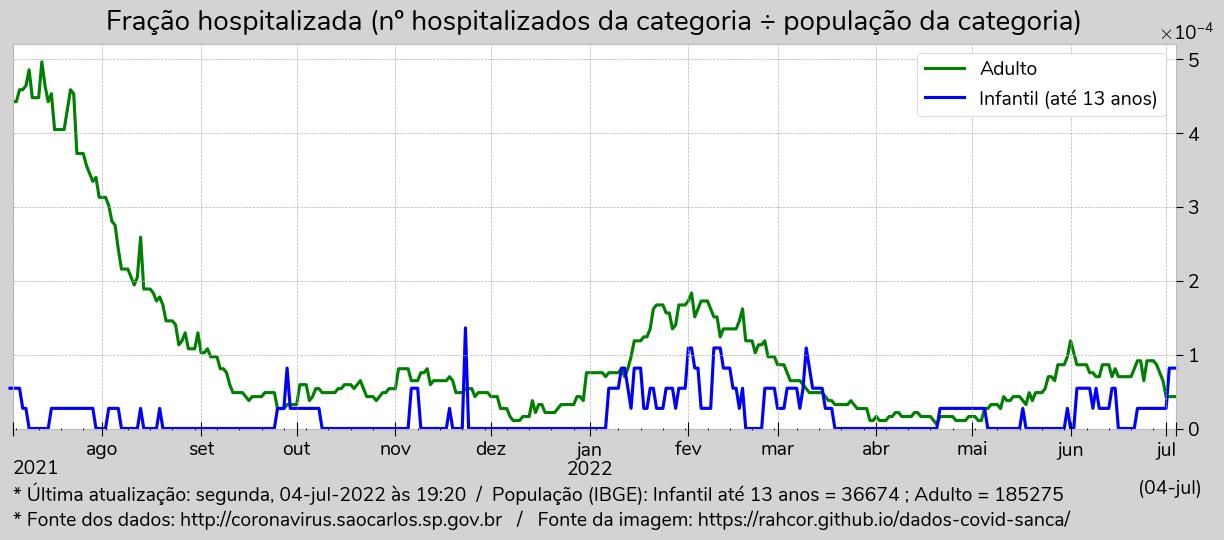 Fração hospitalizada (nº hospitalizados da categoria ÷ população da categoria)
×10⁻⁴
Adulto
Infantil (até 13 anos)
5
4
3
2
1
0
ago set out nov dez jan fev mar abr mai jun jul
2021 2022
(04-jul)
* Última atualização: segunda, 04-jul-2022 às 19:20 / População (IBGE): Infantil até 13 anos = 36674 ; Adulto = 185275
* Fonte dos dados: http://coronavirus.saocarlos.sp.gov.br / Fonte da imagem: https://rahcor.github.io/dados-covid-sanca/